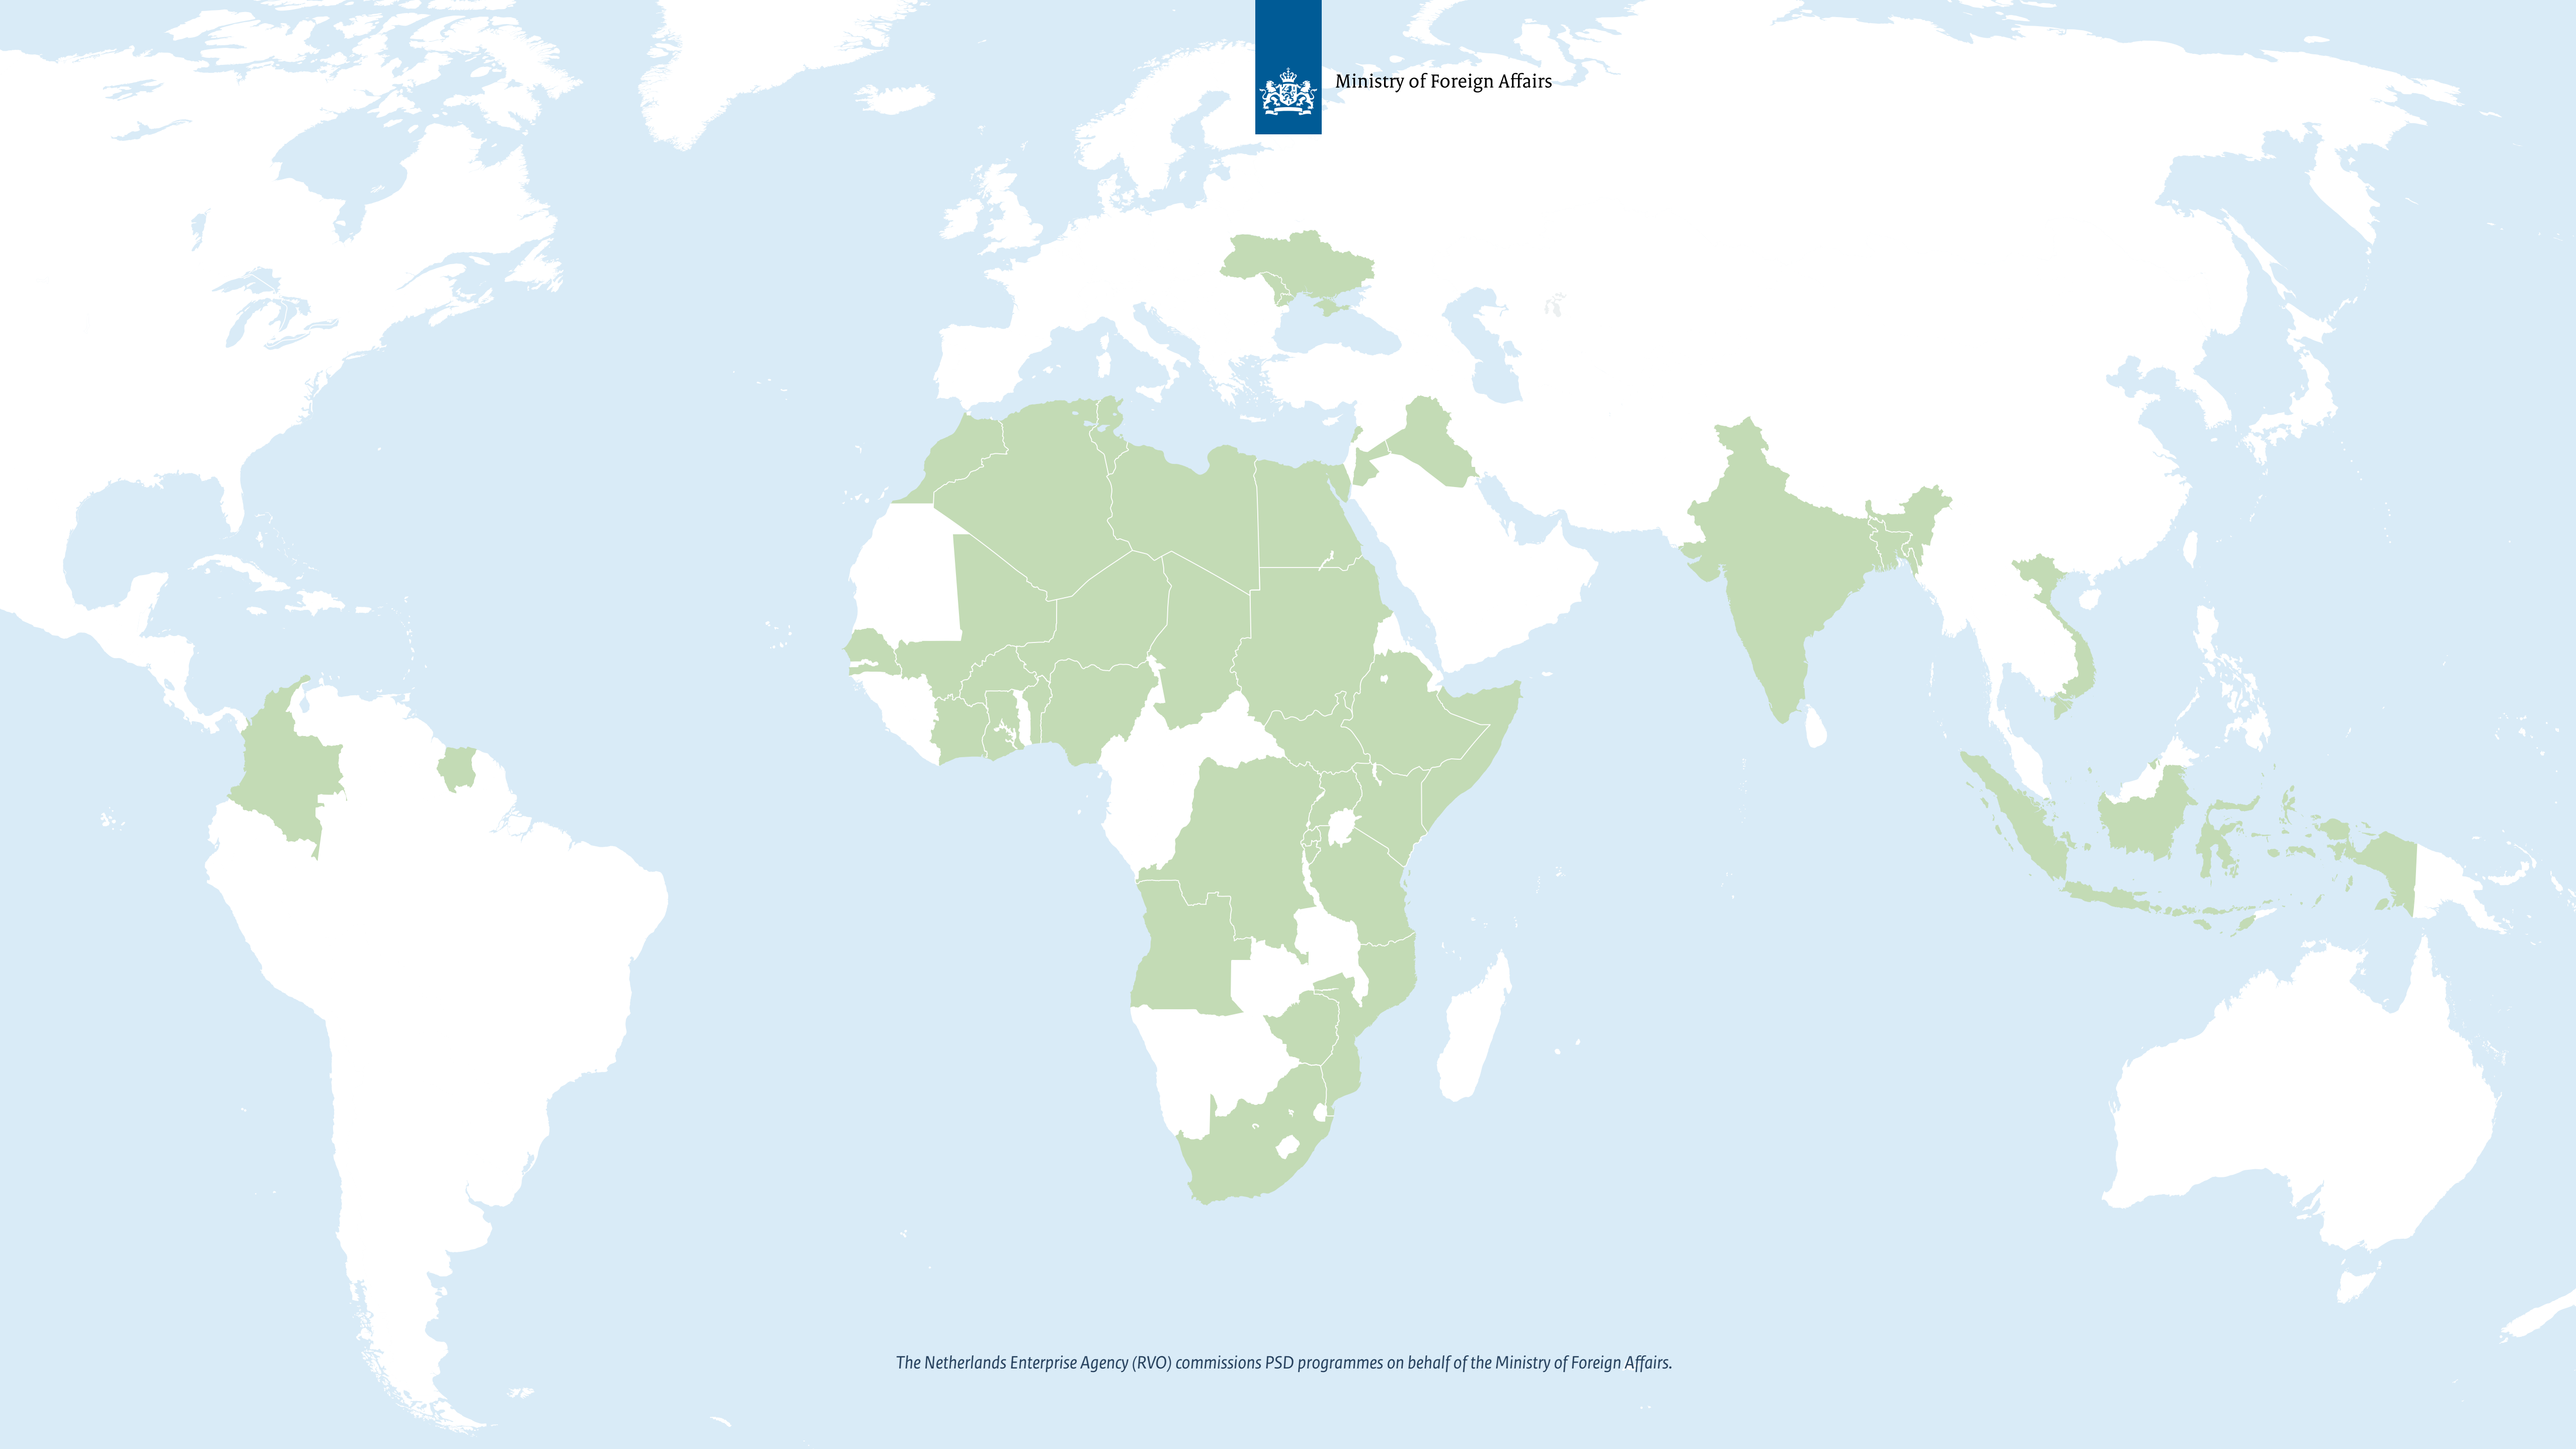 Ministry of Foreign Affairs
The Netherlands Enterprise Agency (RVO) commissions PSD programmes on behalf of the Ministry of Foreign Affairs.